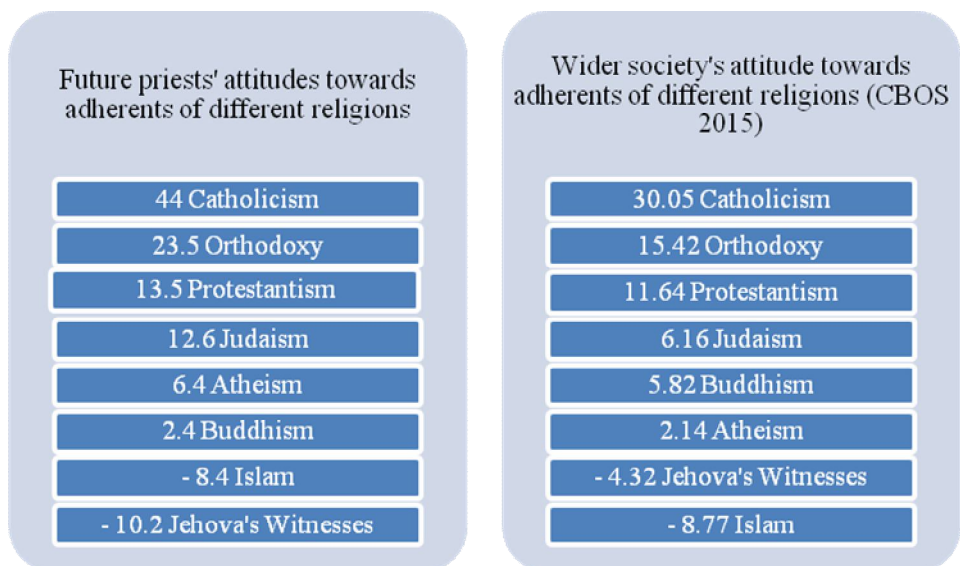 Future priests' attitudes towards
adherents of different religions
44 Catholicism
23.5 Orthodoxy
13.5 Protestantism
12.6 Judaism
6.4 Atheism
2.4 Buddhism
- 8.4 Islam
- 10.2 Jehova's Witnesses
Wider society's attitude towards
adherents of different religions (CBOS
2015)
30.05 Catholicism
15.42 Orthodoxy
11.64 Protestantism
6.16 Judaism
5.82 Buddhism
2.14 Atheism
- 4.32 Jehova's Witnesses
- 8.77 Islam